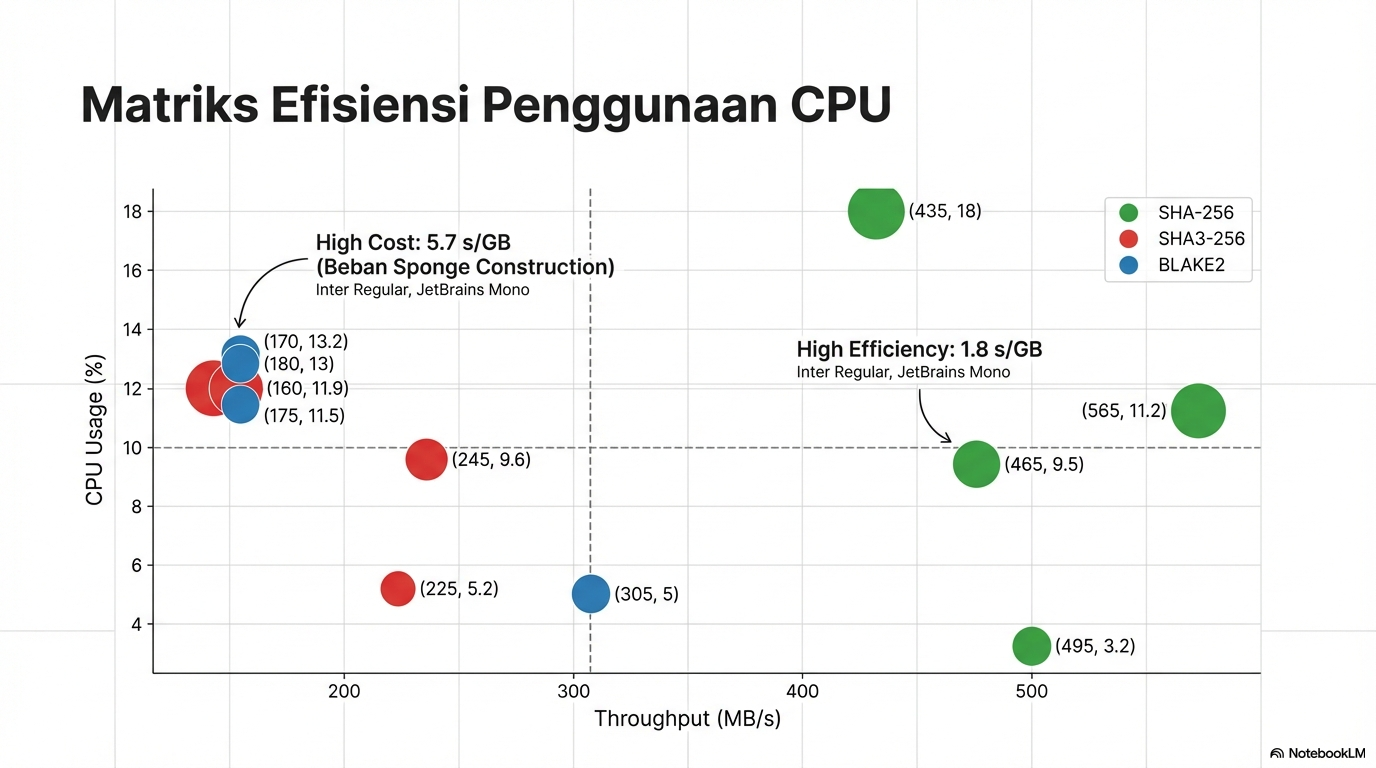 Matriks Efisiensi Penggunaan CPU
18
(435, 18)
SHA-256
SHA3-256
BLAKE2
High Cost: 5.7 s/GB
(Beban Sponge Construction)
Inter Regular, JetBrains Mono
16
14
(170, 13.2)
(180, 13)
(160, 11.9)
(175, 11.5)
High Efficiency: 1.8 s/GB
Inter Regular, JetBrains Mono
12
(565, 11.2)
10
(245, 9.6)
(465, 9.5)
8
6
(225, 5.2)
(305, 5)
4
(495, 3.2)
CPU Usage (%)
200
300
400
500
Throughput (MB/s)
NotebookLM